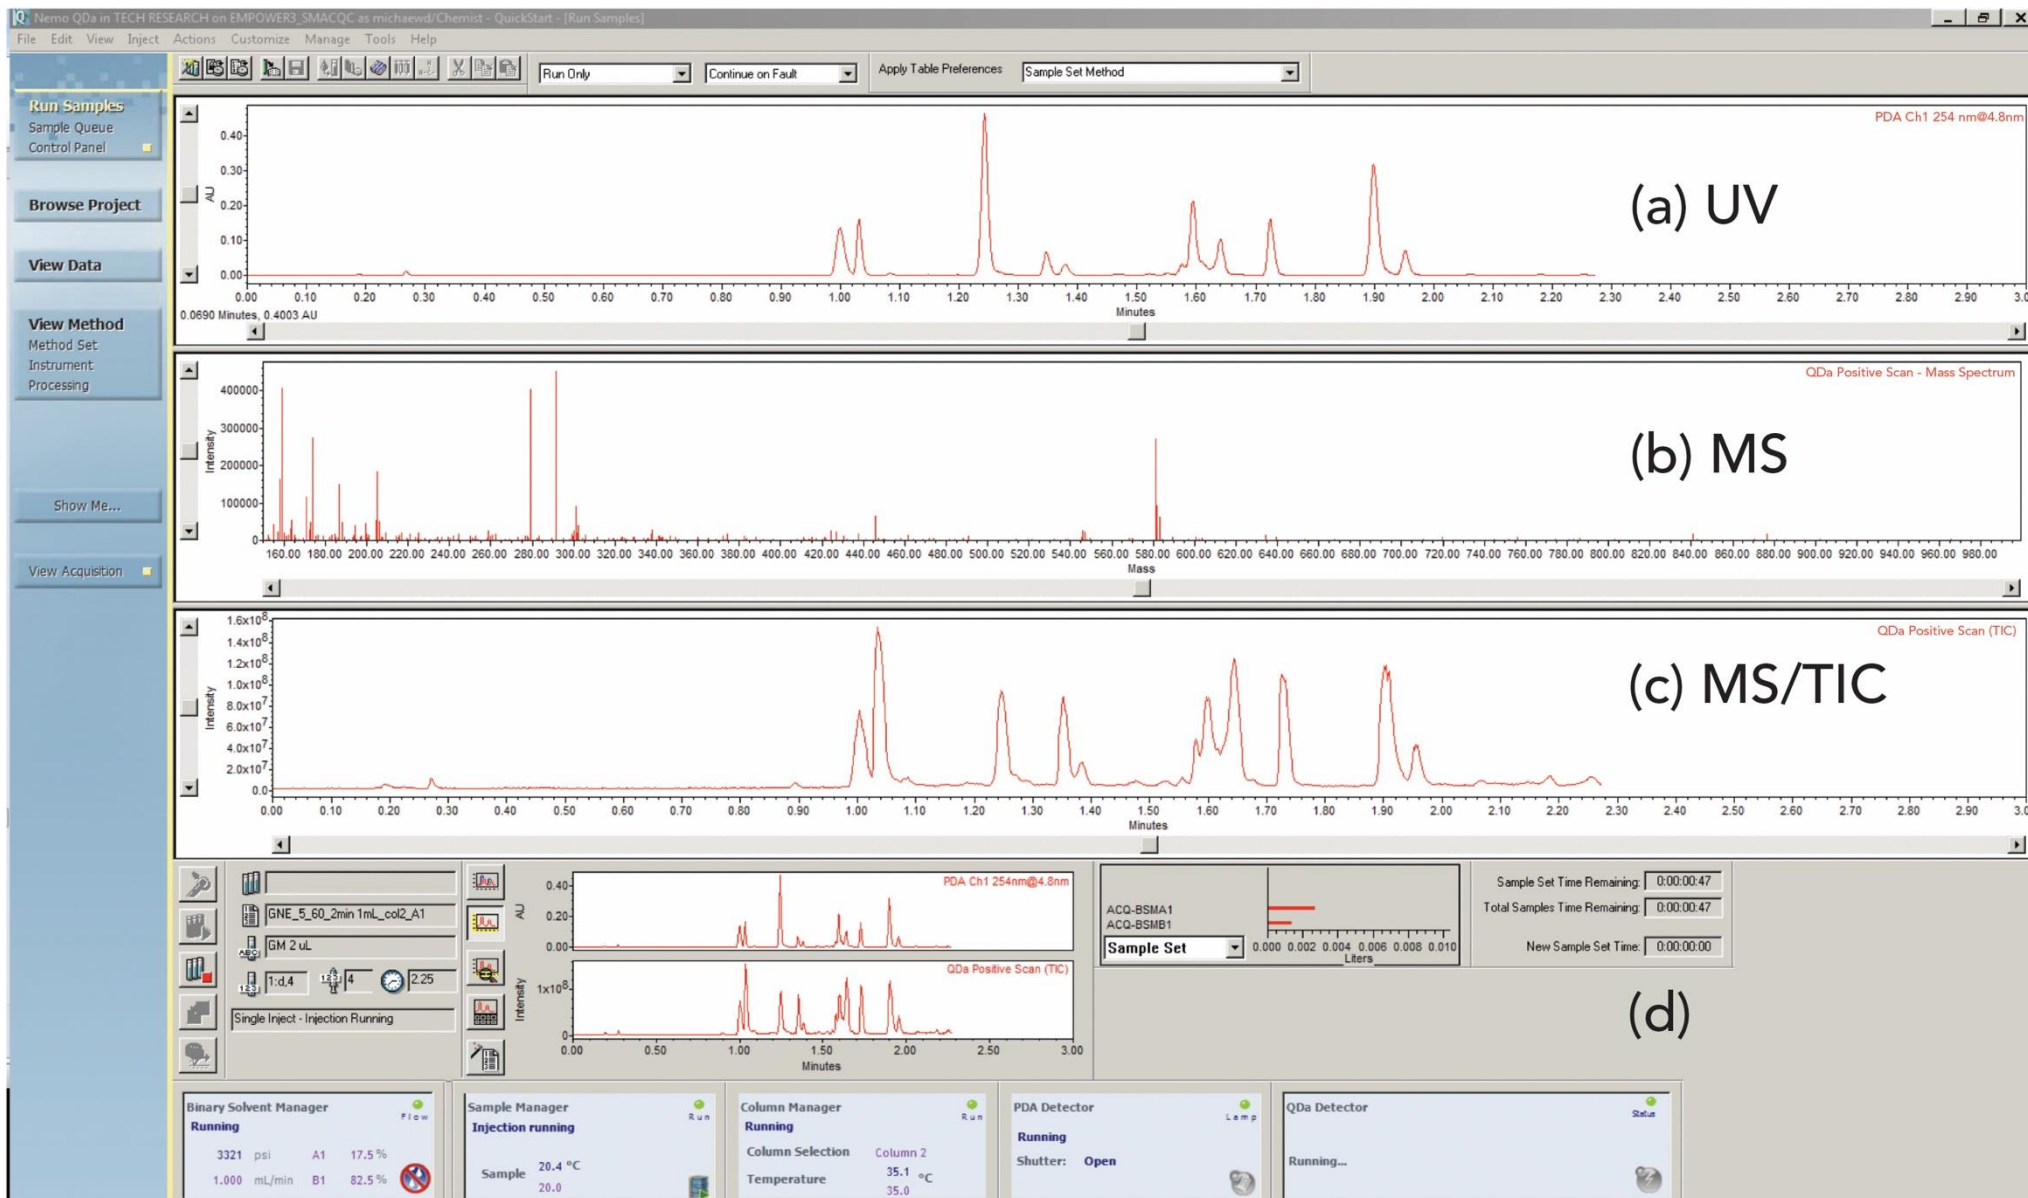 Nemo QDa in TECH RESEARCH on EMPOWER3_SMACQC as michaewd/Chemist - QuickStart - [Run Samples]
File Edit View Inject Actions Customize Manage Tools Help
Run Only Continue on Fault Apply Table Preferences Sample Set Method
Run Samples
Sample Queue
Control Panel
Browse Project
View Data
View Method
Method Set
Instrument
Processing
Show Me...
View Acquisition
PDA Ch1 254 nm@4.8nm
(a) UV
AU
0.40
0.30
0.20
0.10
0.00
0.00 0.10 0.20 0.30 0.40 0.50 0.60 0.70 0.80 0.90 1.00 1.10 1.20 1.30 1.40 1.50 1.60 1.70 1.80 1.90 2.00 2.10 2.20 2.30 2.40 2.50 2.60 2.70 2.80 2.90 3.0
Minutes
0.0690 Minutes, 0.4003 AU
QDa Positive Scan - Mass Spectrum
(b) MS
Intensity
400000
300000
200000
100000
0
160.00 180.00 200.00 220.00 240.00 260.00 280.00 300.00 320.00 340.00 360.00 380.00 400.00 420.00 440.00 460.00 480.00 500.00 520.00 540.00 560.00 580.00 600.00 620.00 640.00 660.00 680.00 700.00 720.00 740.00 760.00 780.00 800.00 820.00 840.00 860.00 880.00 900.00 920.00 940.00 960.00 980.00
Mass
QDa Positive Scan (TIC)
(c) MS/TIC
Intensity
1.6x10⁸
1.4x10⁸
1.2x10⁸
1.0x10⁸
8.0x10⁷
6.0x10⁷
4.0x10⁷
2.0x10⁷
0.0
0.00 0.10 0.20 0.30 0.40 0.50 0.60 0.70 0.80 0.90 1.00 1.10 1.20 1.30 1.40 1.50 1.60 1.70 1.80 1.90 2.00 2.10 2.20 2.30 2.40 2.50 2.60 2.70 2.80 2.90 3.0
Minutes
GNE_5_60_2min 1mL_col2_A1
GM 2 uL
1:d,4 4 2.25
Single Inject - Injection Running
PDA Ch1 254nm@4.8nm
AU
0.40
0.20
0.00
QDa Positive Scan (TIC)
Intensity
1x10⁸
0
0.00 0.50 1.00 1.50 2.00 2.50 3.00
Minutes
ACQ-BSMA1
ACQ-BSMB1
Sample Set
0.000 0.002 0.004 0.006 0.008 0.010
Liters
Sample Set Time Remaining: 0:00:00:47
Total Samples Time Remaining: 0:00:00:47
New Sample Set Time: 0:00:00:00
(d)
Binary Solvent Manager
Flow
Running
3321 psi A1 17.5 %
1.000 mL/min B1 82.5 %
Sample Manager
Run
Injection running
Sample 20.4 °C
20.0
Column Manager
Run
Running
Column Selection Column 2
Temperature 35.1 °C
35.0
PDA Detector
Lamp
Running
Shutter: Open
QDa Detector
Status
Running...